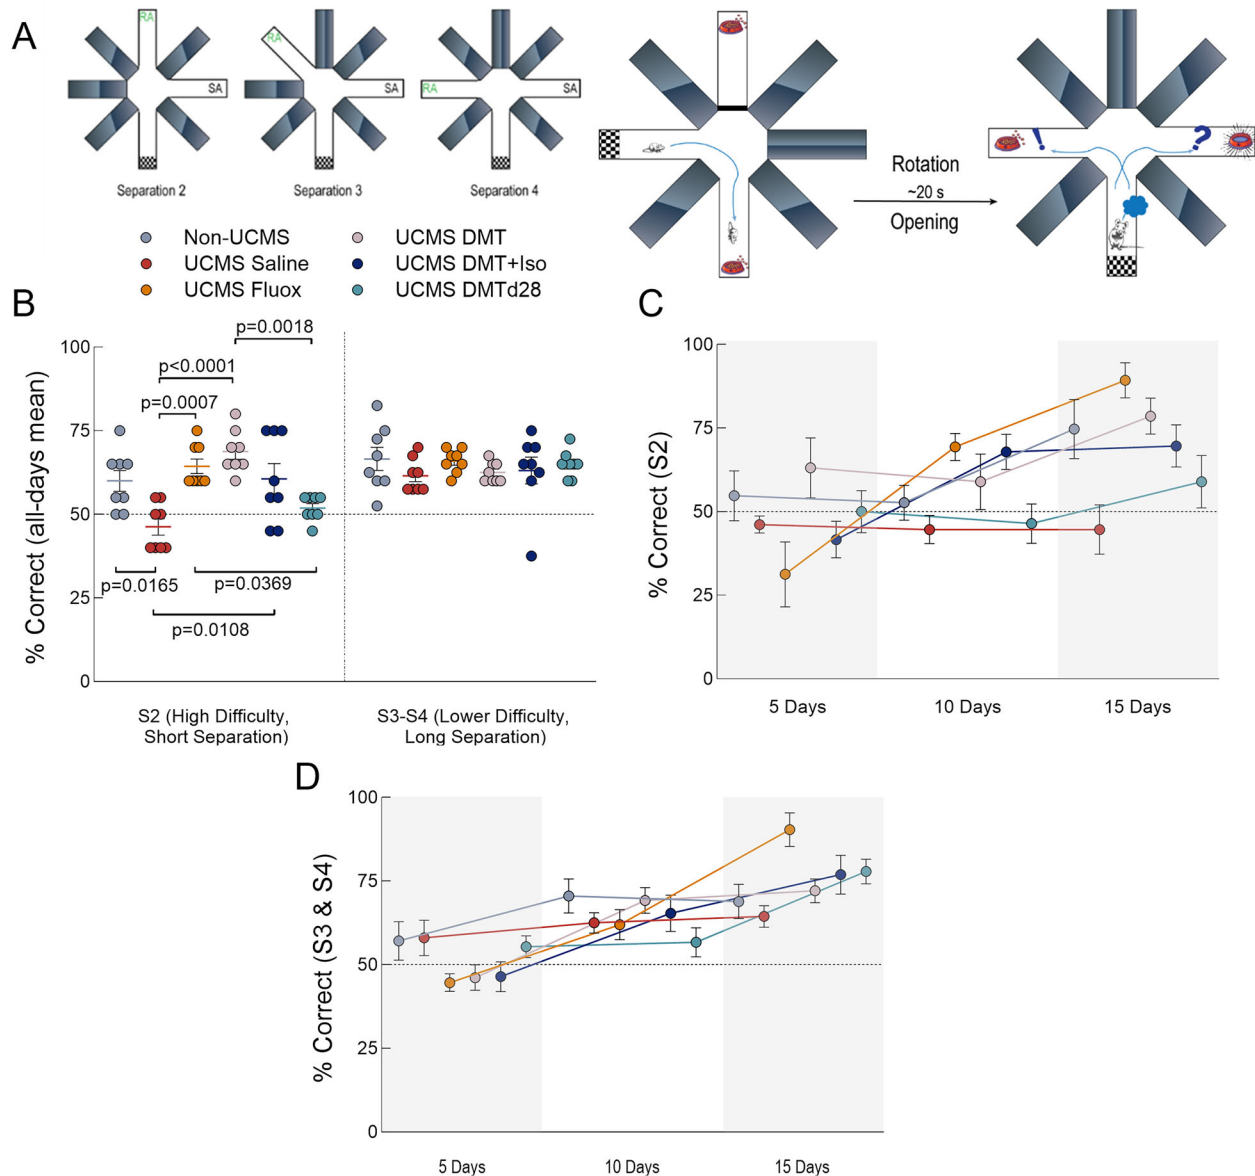 A
RA
SA
Separation 2
RA
SA
Separation 3
RA
SA
Separation 4
Rotation
~20 s
Opening
!
?
Non-UCMS
UCMS Saline
UCMS Fluox
UCMS DMT
UCMS DMT+Iso
UCMS DMTd28
B
% Correct (all-days mean)
100
75
50
25
0
p=0.0018
p<0.0001
p=0.0007
p=0.0165
p=0.0369
p=0.0108
S2 (High Difficulty,
Short Separation)
S3-S4 (Lower Difficulty,
Long Separation)
C
% Correct (S2)
100
75
50
25
0
5 Days
10 Days
15 Days
D
% Correct (S3 & S4)
100
75
50
25
0
5 Days
10 Days
15 Days